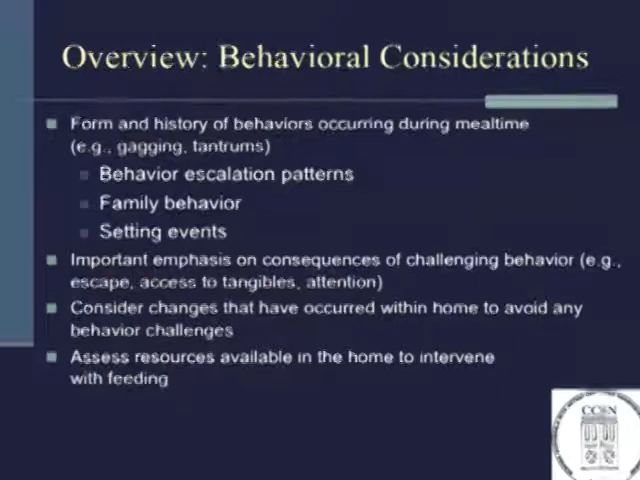 Overview: Behavioral Considerations
Form and history of behaviors occurring during mealtime
(e.g., gagging, tantrums)
Behavior escalation patterns
Family behavior
Setting events
Important emphasis on consequences of challenging behavior (e.g.,
escape, access to tangibles, attention)
Consider changes that have occurred within home to avoid any
behavior challenges
Assess resources available in the home to intervene
with feeding